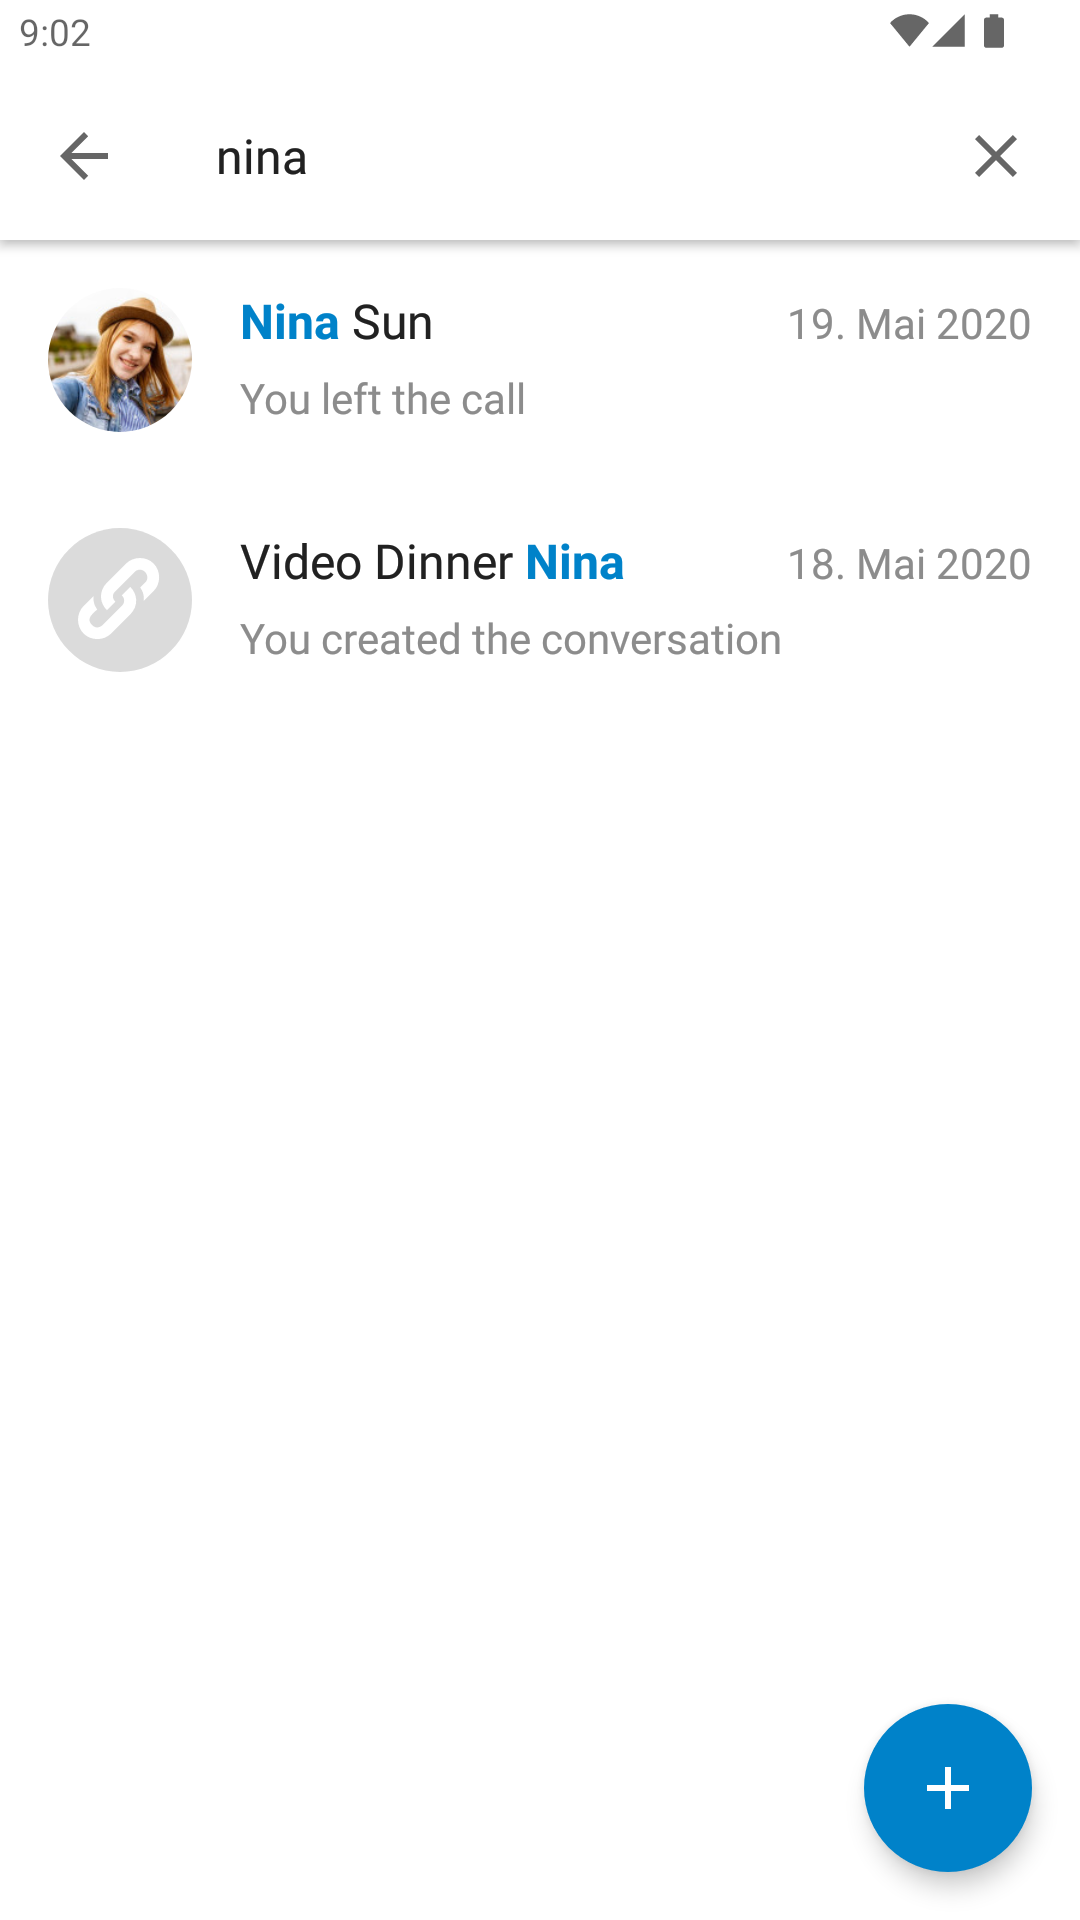 9:02
nina
Nina Sun 19. Mai 2020
You left the call
Video Dinner Nina 18. Mai 2020
You created the conversation